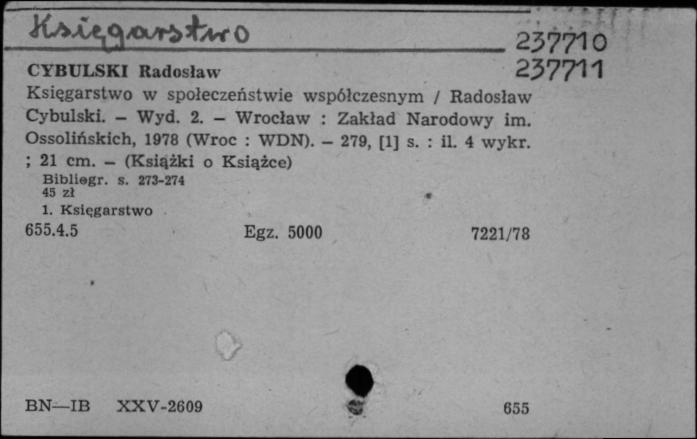 Księgarstwo
237710
237711
CYBULSKI Radosław
Księgarstwo w społeczeństwie współczesnym / Radosław
Cybulski. — Wyd. 2. — Wrocław : Zakład Narodowy im.
Ossolińskich, 1978 (Wroc : WDN). — 279, [1] s. : il. 4 wykr.
; 21 cm. — (Książki o Książce)
Bibliogr. s. 273-274
45 zł
1. Księgarstwo
655.4.5 Egz. 5000 7221/78
BN—IB XXV-2609 655